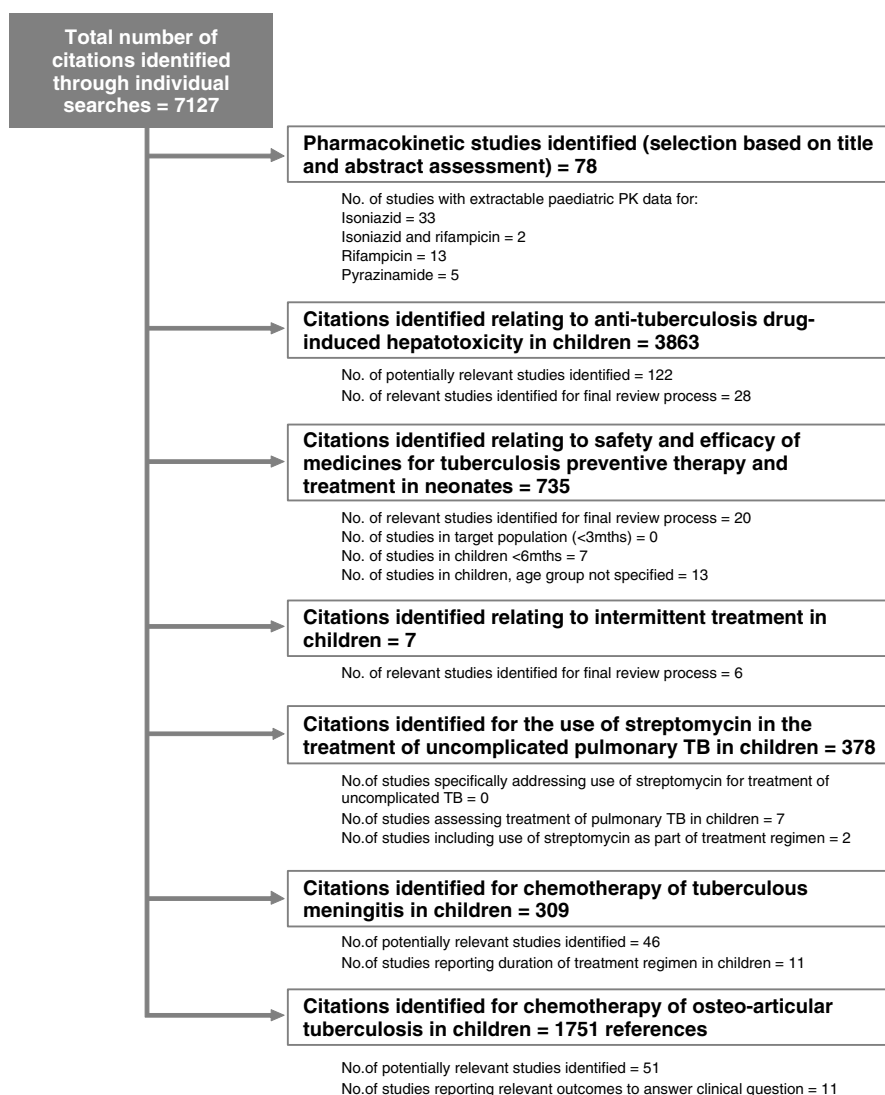 Total number of
citations identified
through individual
searches = 7127
Pharmacokinetic studies identified (selection based on title
and abstract assessment) = 78
No. of studies with extractable paediatric PK data for:
Isoniazid = 33
Isoniazid and rifampicin = 2
Rifampicin = 13
Pyrazinamide = 5
Citations identified relating to anti-tuberculosis drug-
induced hepatotoxicity in children = 3863
No. of potentially relevant studies identified = 122
No. of relevant studies identified for final review process = 28
Citations identified relating to safety and efficacy of
medicines for tuberculosis preventive therapy and
treatment in neonates = 735
No. of relevant studies identified for final review process = 20
No. of studies in target population (<3mths) = 0
No. of studies in children <6mths = 7
No. of studies in children, age group not specified = 13
Citations identified relating to intermittent treatment in
children = 7
No. of relevant studies identified for final review process = 6
Citations identified for the use of streptomycin in the
treatment of uncomplicated pulmonary TB in children = 378
No.of studies specifically addressing use of streptomycin for treatment of
uncomplicated TB = 0
No.of studies assessing treatment of pulmonary TB in children = 7
No.of studies including use of streptomycin as part of treatment regimen = 2
Citations identified for chemotherapy of tuberculous
meningitis in children = 309
No.of potentially relevant studies identified = 46
No.of studies reporting duration of treatment regimen in children = 11
Citations identified for chemotherapy of osteo-articular
tuberculosis in children = 1751 references
No.of potentially relevant studies identified = 51
No.of studies reporting relevant outcomes to answer clinical question = 11